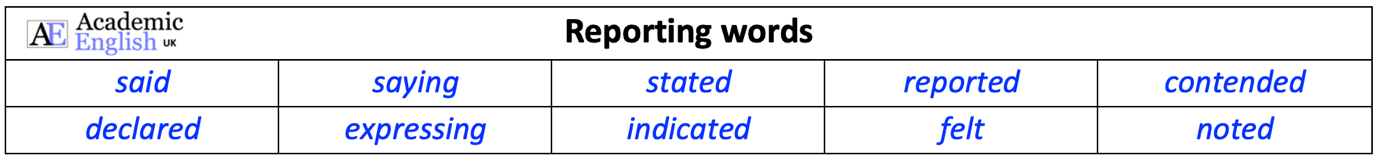 AE Academic English UK
Reporting words
said saying stated reported contended
declared expressing indicated felt noted